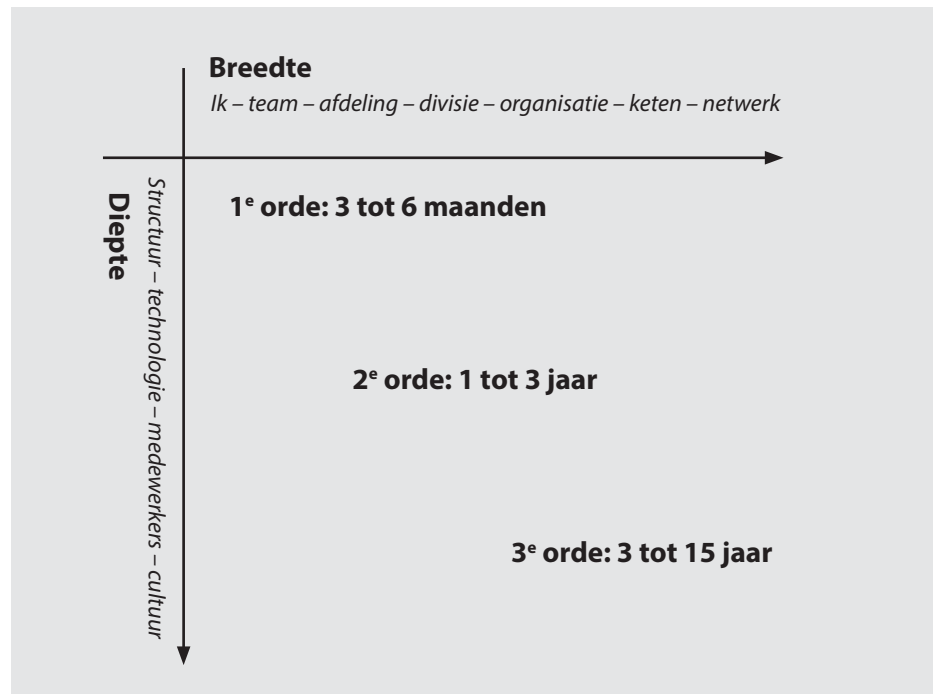 Breedte
Ik – team – afdeling – divisie – organisatie – keten – netwerk
Diepte
Structuur – technologie – medewerkers – cultuur
1e orde: 3 tot 6 maanden
2e orde: 1 tot 3 jaar
3e orde: 3 tot 15 jaar